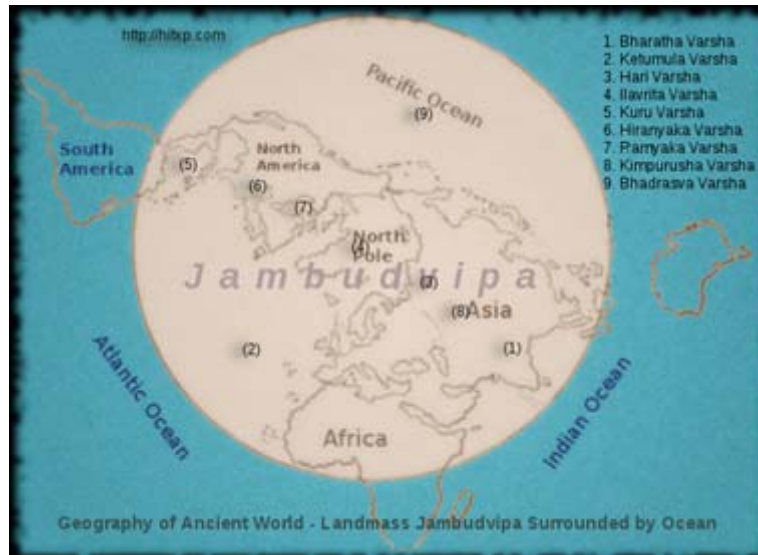 http://hitxp.com
1. Bharatha Varsha
2. Ketumula Varsha
3. Hari Varsha
4. Ilavrita Varsha
5. Kuru Varsha
6. Hiranyaka Varsha
7. Ramyaka Varsha
8. Kimpurusha Varsha
9. Bhadrasva Varsha
Pacific Ocean
(9)
South
America
(5)
North
America
(6)
(7)
North
Pole
(4)
Jambudvipa
(3)
(8)
Asia
(2)
(1)
Atlantic Ocean
Indian Ocean
Africa
Geography of Ancient World - Landmass Jambudvipa Surrounded by Ocean